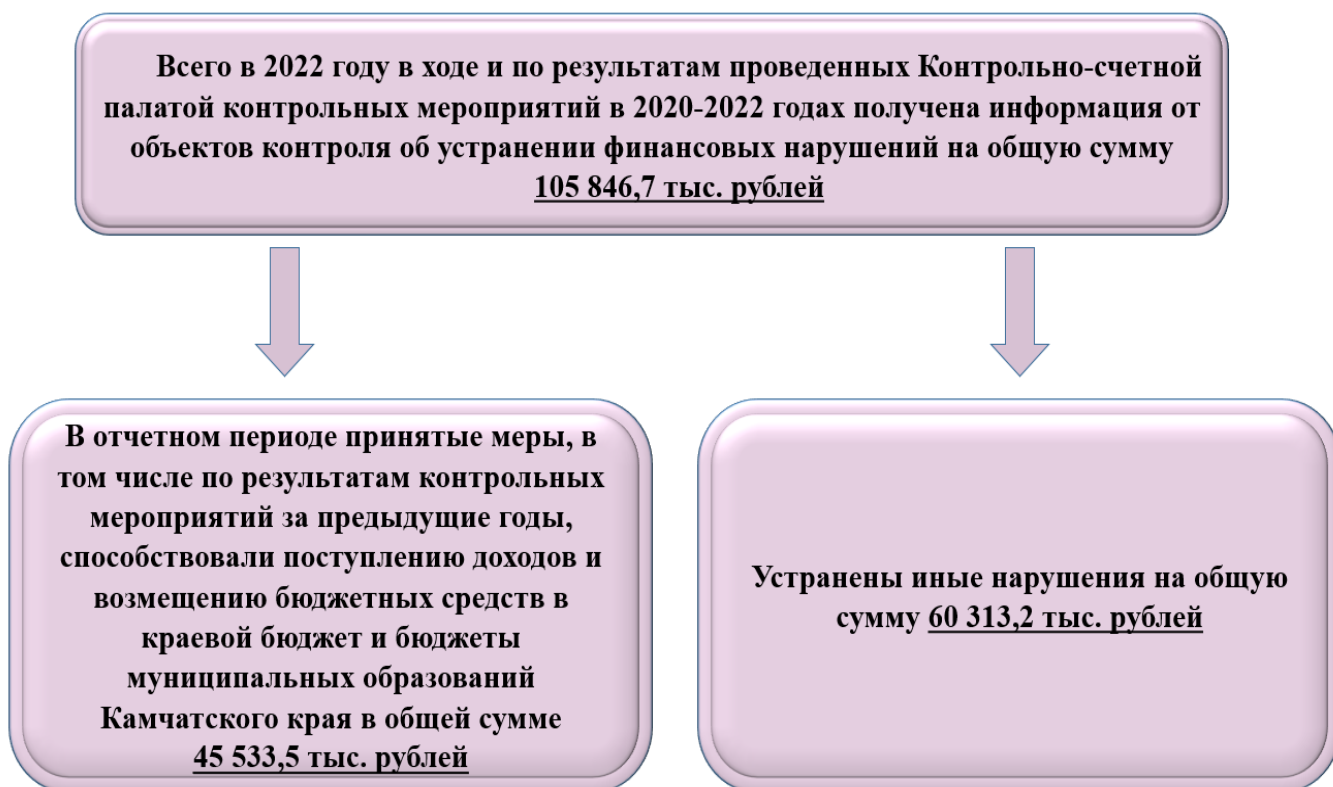 Всего в 2022 году в ходе и по результатам проведенных Контрольно-счетной
палатой контрольных мероприятий в 2020-2022 годах получена информация от
объектов контроля об устранении финансовых нарушений на общую сумму
105 846,7 тыс. рублей
В отчетном периоде принятые меры, в
том числе по результатам контрольных
мероприятий за предыдущие годы,
способствовали поступлению доходов и
возмещению бюджетных средств в
краевой бюджет и бюджеты
муниципальных образований
Камчатского края в общей сумме
45 533,5 тыс. рублей
Устранены иные нарушения на общую
сумму 60 313,2 тыс. рублей